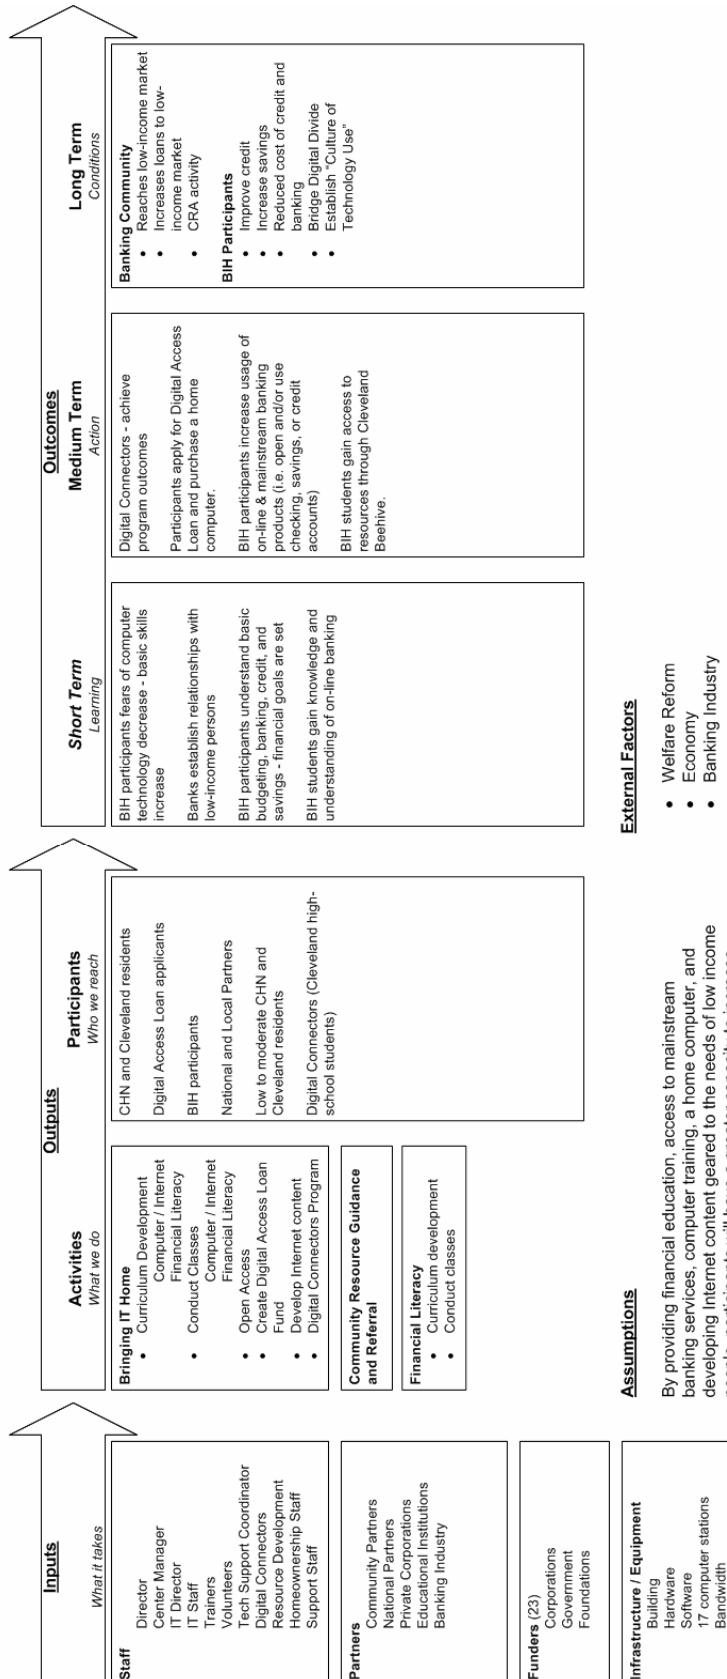 Inputs
What it takes
Staff
Director
Center Manager
IT Director
IT Staff
Trainers
Volunteers
Tech Support Coordinator
Digital Connectors
Resource Development
Homeownership Staff
Support Staff
Partners
Community Partners
National Partners
Private Corporations
Educational Institutions
Banking Industry
Funders (23)
Corporations
Government
Foundations
Infrastructure / Equipment
Building
Hardware
Software
17 computer stations
Bandwidth
Outputs
Activities
What we do
Bringing IT Home
• Curriculum Development
Computer / Internet
Financial Literacy
• Conduct Classes
Computer / Internet
Financial Literacy
• Open Access
• Create Digital Access Loan
Fund
• Develop Internet content
• Digital Connectors Program
Community Resource Guidance
and Referral
Financial Literacy
• Curriculum development
• Conduct classes
Participants
Who we reach
CHN and Cleveland residents
Digital Access Loan applicants
BIH participants
National and Local Partners
Low to moderate CHN and
Cleveland residents
Digital Connectors (Cleveland high-
school students)
Outcomes
Short Term
Learning
BIH participants fears of computer
technology decrease - basic skills
increase
Banks establish relationships with
low-income persons
BIH participants understand basic
budgeting, banking, credit, and
savings - financial goals are set
BIH students gain knowledge and
understanding of on-line banking
Medium Term
Action
Digital Connectors - achieve
program outcomes
Participants apply for Digital Access
Loan and purchase a home
computer.
BIH participants increase usage of
on-line & mainstream banking
products (i.e. open and/or use
checking, savings, or credit
accounts)
BIH students gain access to
resources through Cleveland
Beehive.
Long Term
Conditions
Banking Community
• Reaches low-income market
• Increases loans to low-
income market
• CRA activity
BIH Participants
• Improve credit
• Increase savings
• Reduced cost of credit and
banking
• Bridge Digital Divide
• Establish “Culture of
Technology Use”
Assumptions
By providing financial education, access to mainstream
banking services, computer training, a home computer, and
developing Internet content geared to the needs of low income
External Factors
• Welfare Reform
• Economy
• Banking Industry